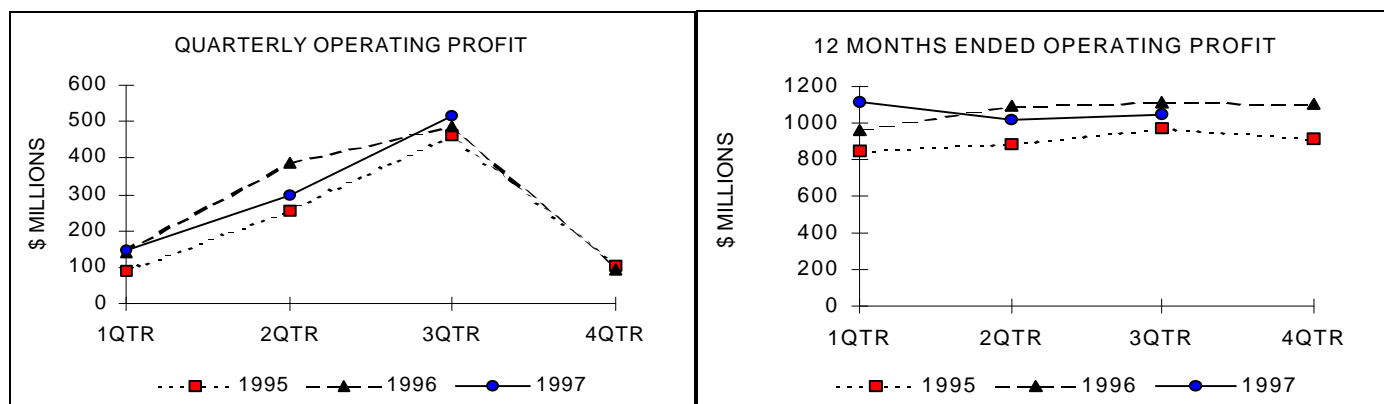 QUARTERLY OPERATING PROFIT
$ MILLIONS
600
500
400
300
200
100
0
1QTR 2QTR 3QTR 4QTR
1995 1996 1997
12 MONTHS ENDED OPERATING PROFIT
$ MILLIONS
1200
1000
800
600
400
200
0
1QTR 2QTR 3QTR 4QTR
1995 1996 1997